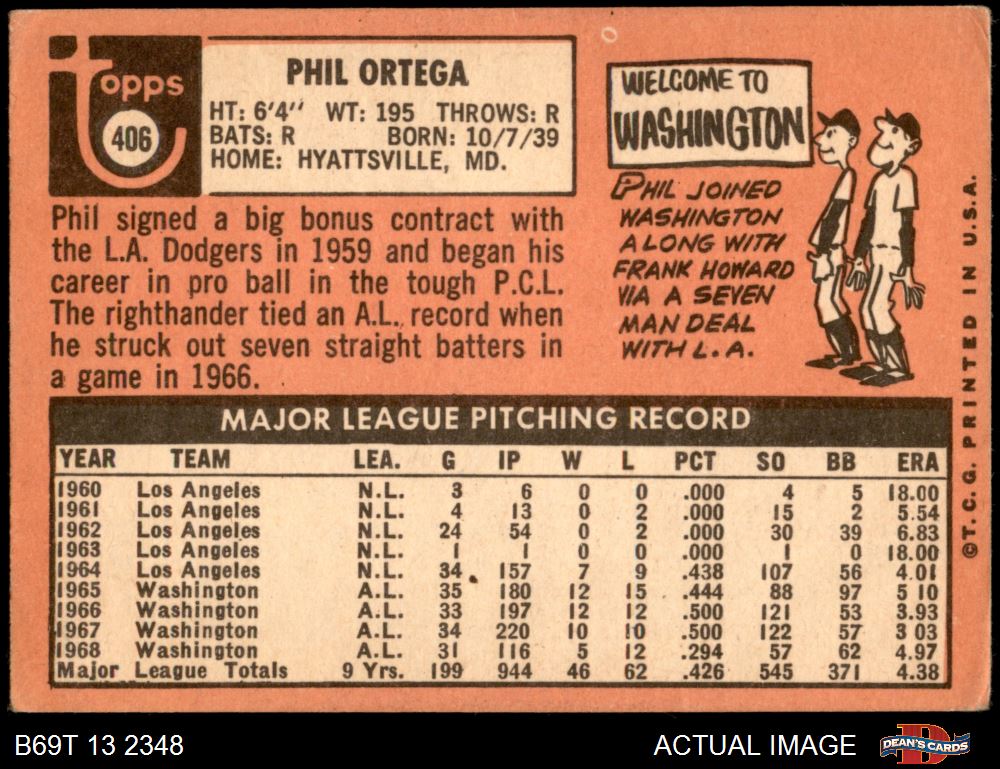 topps
406
PHIL ORTEGA
HT: 6'4" WT: 195 THROWS: R
BATS: R BORN: 10/7/39
HOME: HYATTSVILLE, MD.
Phil signed a big bonus contract with
the L.A. Dodgers in 1959 and began his
career in pro ball in the tough P.C.L.
The righthander tied an A.L. record when
he struck out seven straight batters in
a game in 1966.
WELCOME TO
WASHINGTON
PHIL JOINED
WASHINGTON
ALONG WITH
FRANK HOWARD
VIA A SEVEN
MAN DEAL
WITH L.A.
MAJOR LEAGUE PITCHING RECORD
YEAR TEAM LEA. G IP W L PCT SO BB ERA
1960 Los Angeles N.L. 3 6 0 0 .000 4 5 18.00
1961 Los Angeles N.L. 4 13 0 2 .000 15 2 5.54
1962 Los Angeles N.L. 24 54 0 2 .000 30 39 6.83
1963 Los Angeles N.L. 1 1 0 0 .000 1 0 18.00
1964 Los Angeles N.L. 34 157 7 9 .438 107 56 4.01
1965 Washington A.L. 35 180 12 15 .444 88 97 5 10
1966 Washington A.L. 33 197 12 12 .500 121 53 3.93
1967 Washington A.L. 34 220 10 10 .500 122 57 3 03
1968 Washington A.L. 31 116 5 12 .294 57 62 4.97
Major League Totals 9 Yrs. 199 944 46 62 .426 545 371 4.38
© T. C. G. PRINTED IN U.S.A.
B69T 13 2348
ACTUAL IMAGE
DEAN'S CARDS